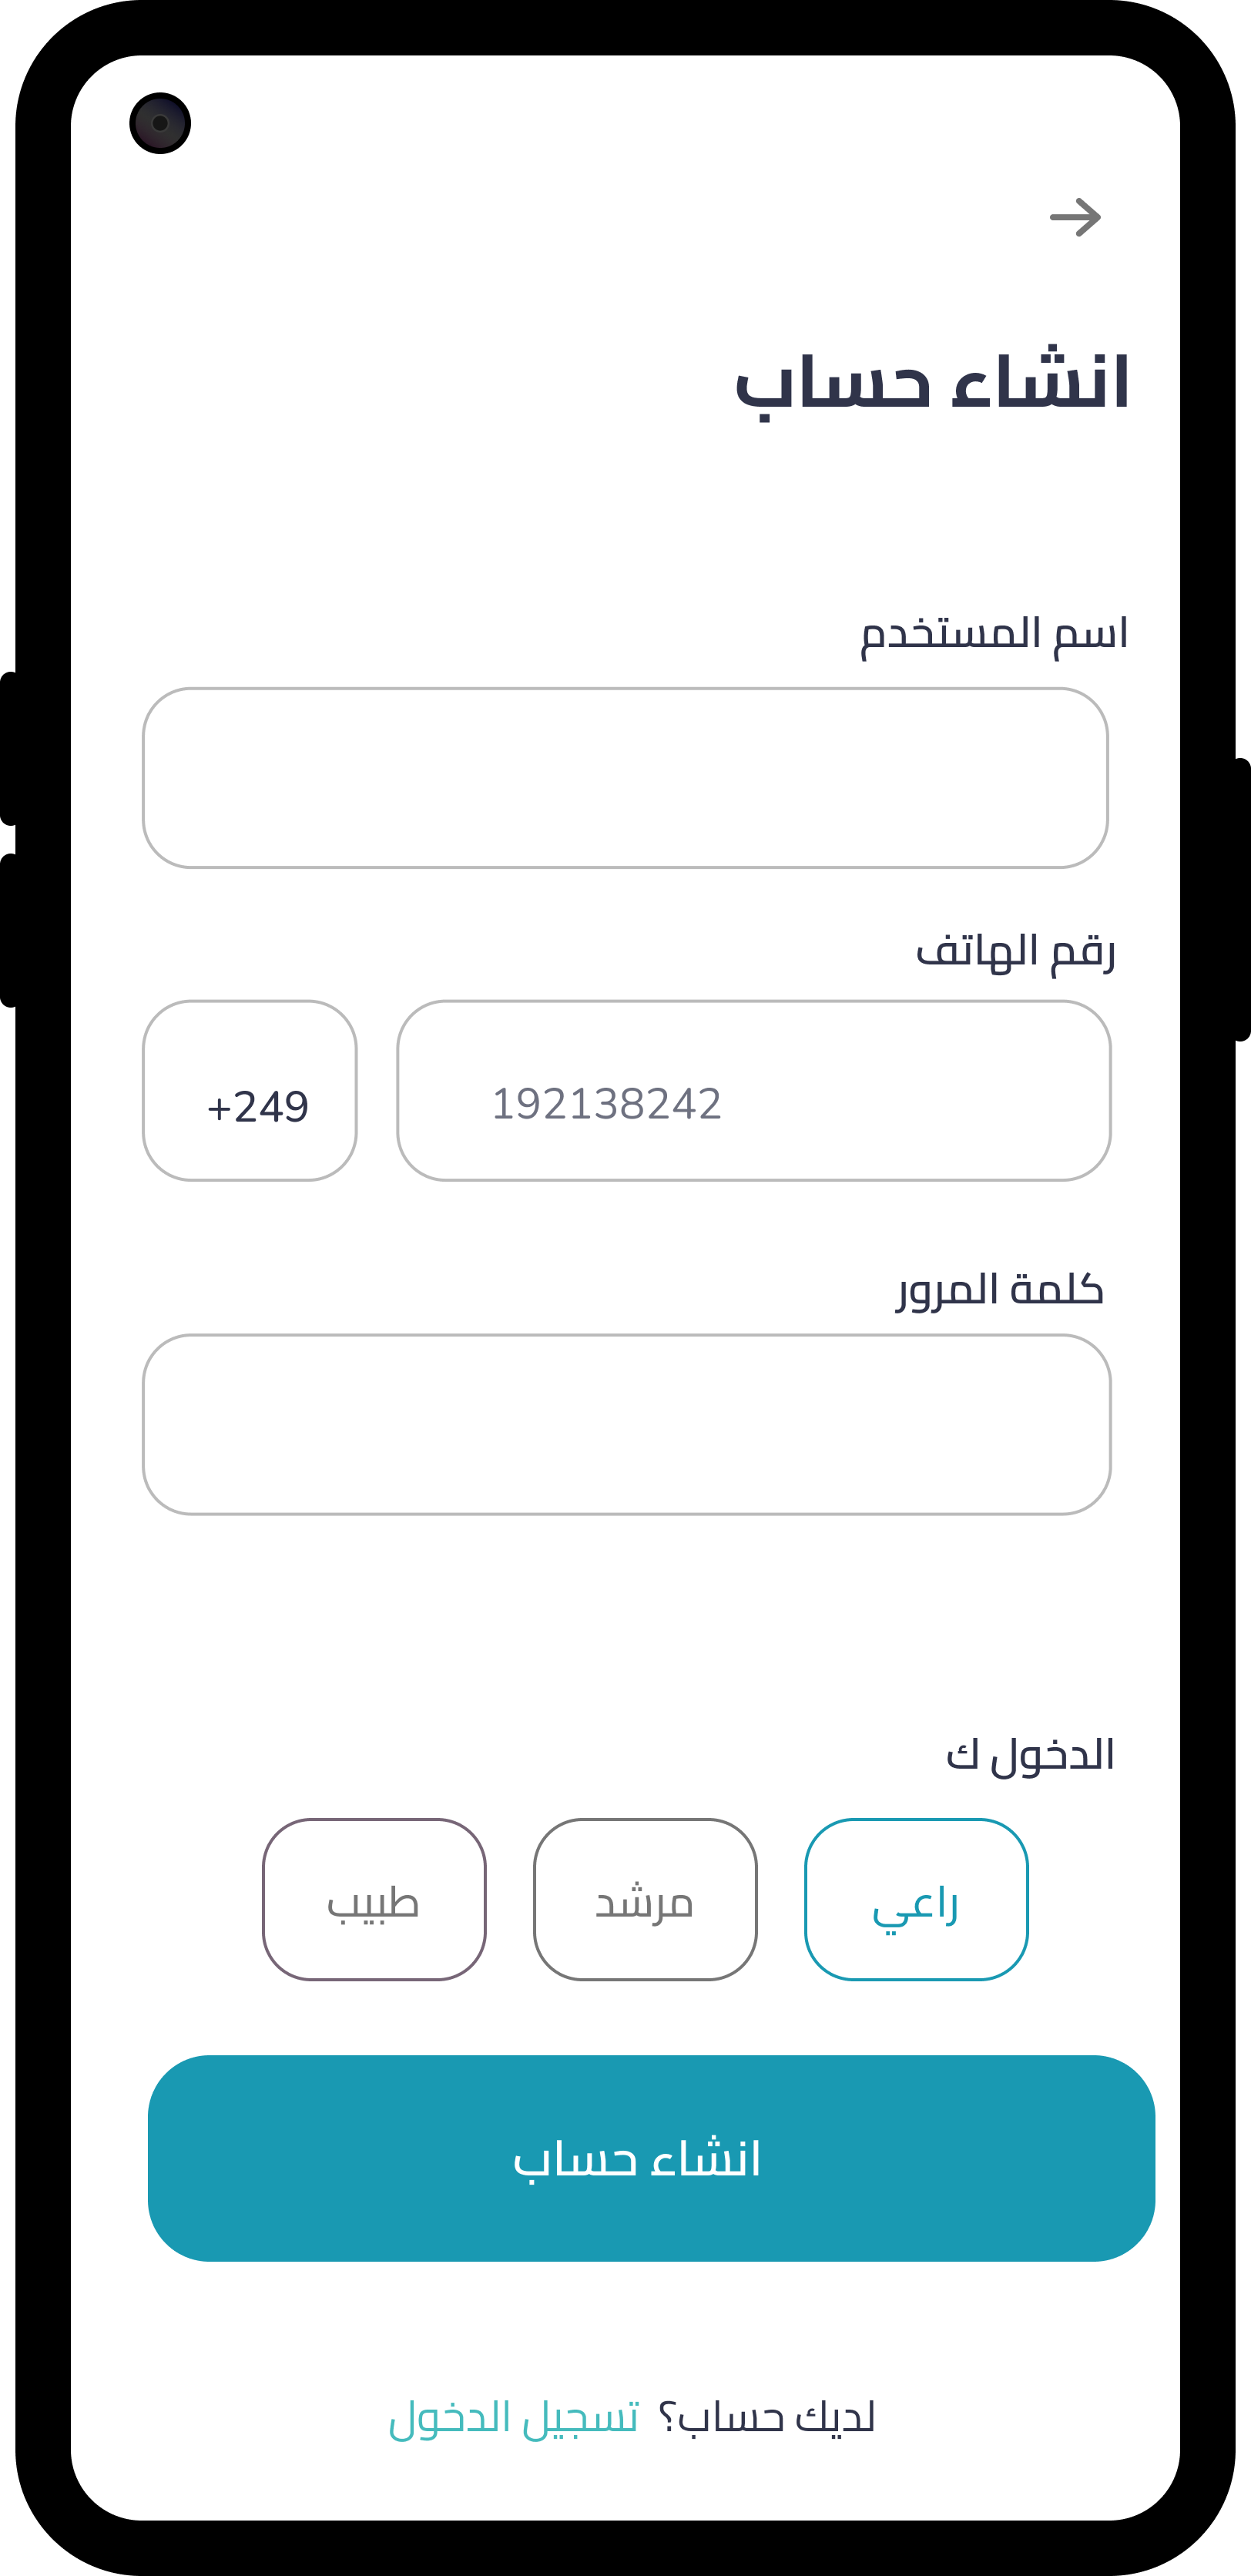 انشاء حساب
اسم المستخدم
رقم الهاتف
+249
192138242
كلمة المرور
الدخول ك
راعي
مرشد
طبيب
انشاء حساب
لديك حساب؟ تسجيل الدخول